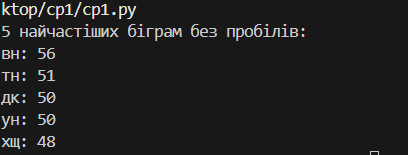 ktop/cp1/cp1.py
5 найчастіших біграм без пробілів:
вн: 56
тн: 51
дк: 50
ун: 50
хщ: 48